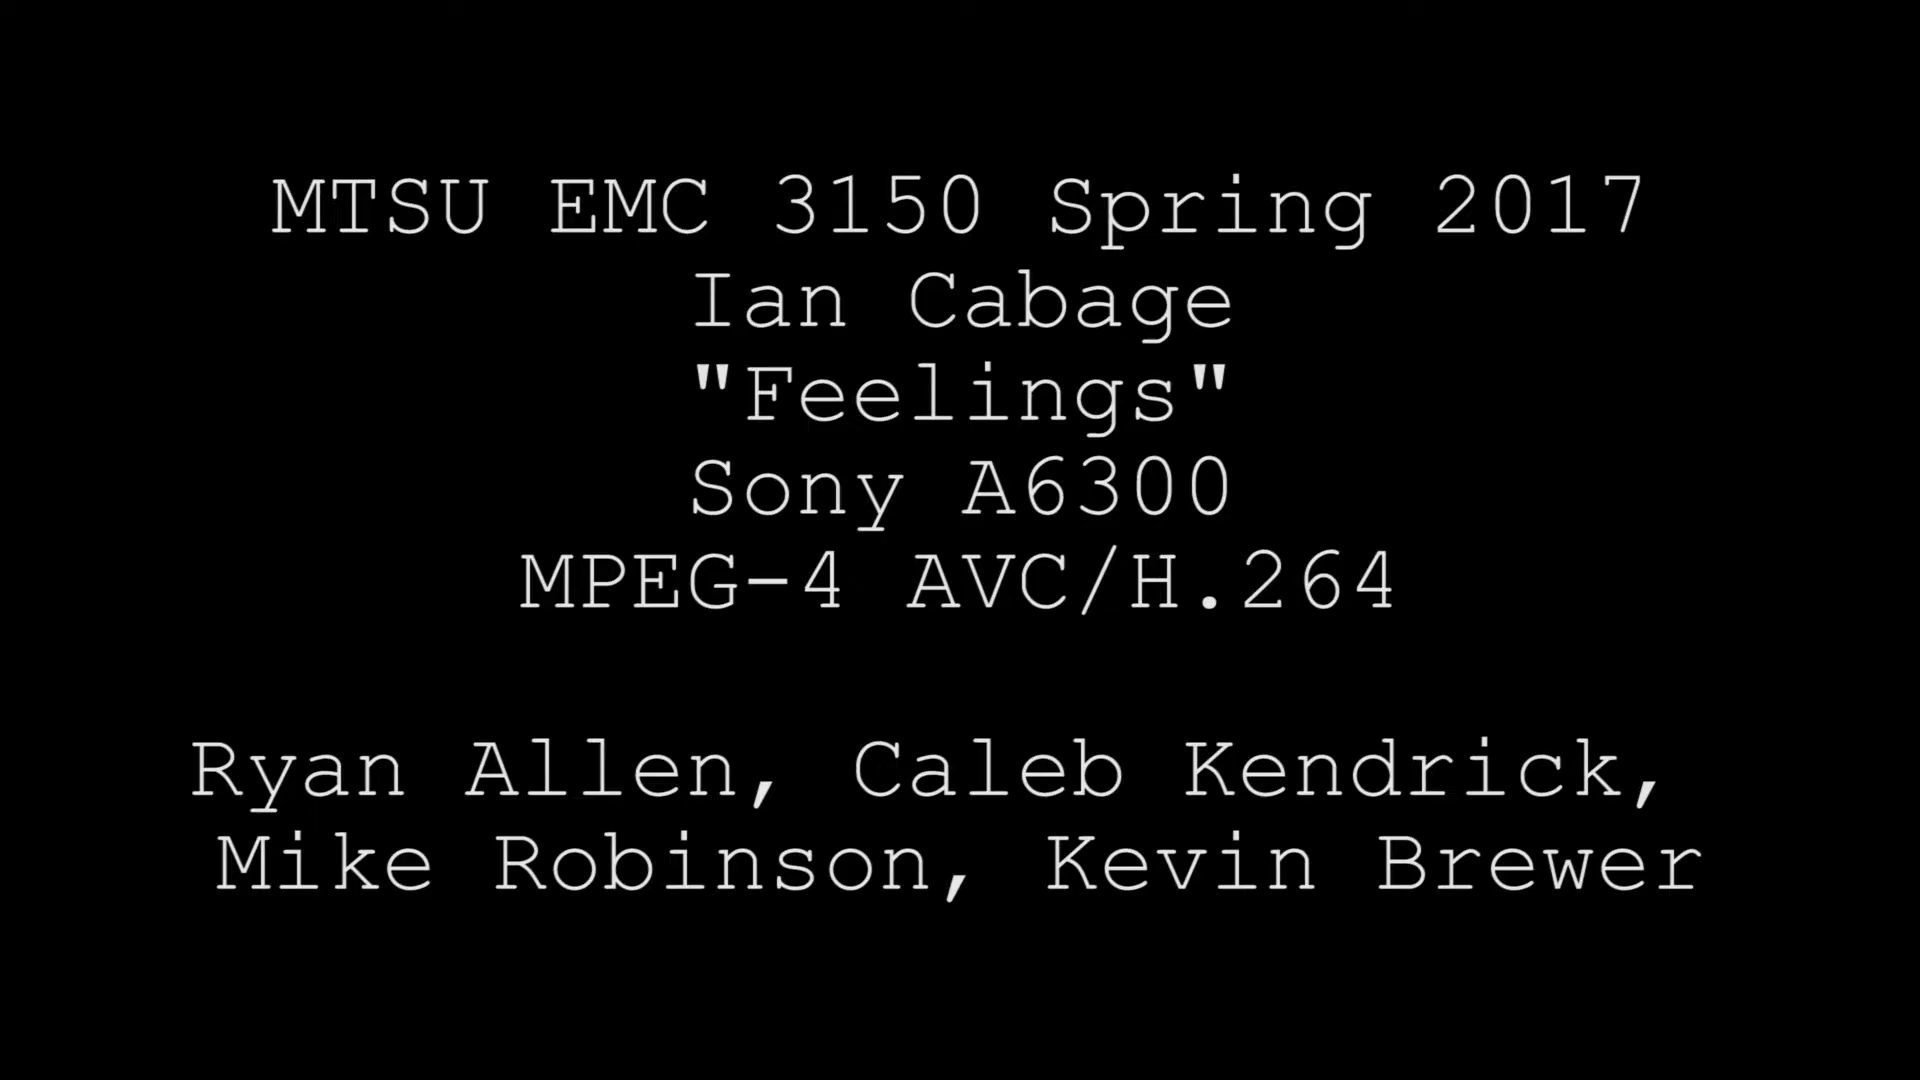 MTSU EMC 3150 Spring 2017
Ian Cabage
"Feelings"
Sony A6300
MPEG-4 AVC/H.264
Ryan Allen, Caleb Kendrick,
Mike Robinson, Kevin Brewer